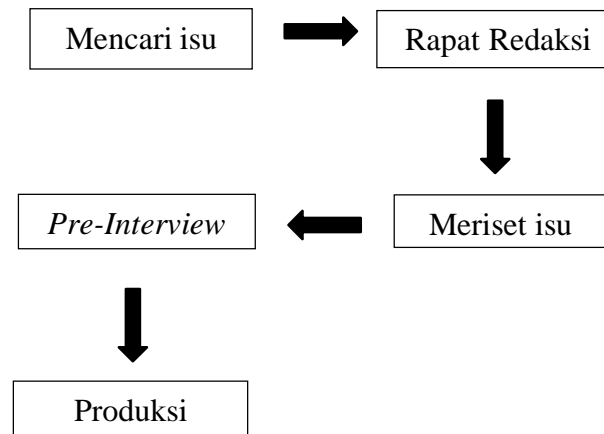 Mencari isu
Rapat Redaksi
Meriset isu
Pre-Interview
Produksi